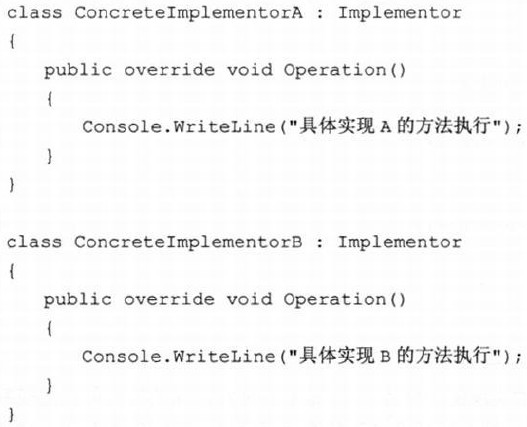 class ConcreteImplementorA : Implementor
{
    public override void Operation()
    {
        Console.WriteLine("具体实现 A 的方法执行");
    }
}

class ConcreteImplementorB : Implementor
{
    public override void Operation()
    {
        Console.WriteLine("具体实现 B 的方法执行");
    }
}